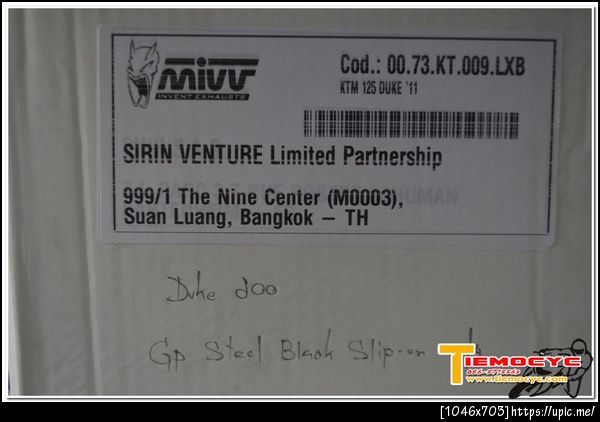 mivv
INVENT EXHAUSTS
Cod.: 00.73.KT.009.LXB
KTM 125 DUKE '11
SIRIN VENTURE Limited Partnership
999/1 The Nine Center (M0003),
Suan Luang, Bangkok – TH
Duke 200
Gp Steel Black Slip-on
TIEMOCYC
www.tiemocyc.com
[1046x703]https://upic.me/